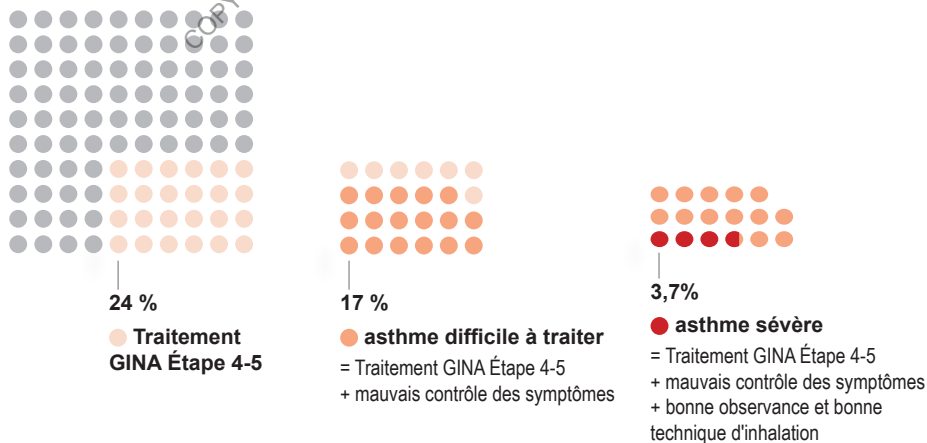 COPY
24 %
Traitement
GINA Étape 4-5
17 %
asthme difficile à traiter
= Traitement GINA Étape 4-5
+ mauvais contrôle des symptômes
3,7%
asthme sévère
= Traitement GINA Étape 4-5
+ mauvais contrôle des symptômes
+ bonne observance et bonne
technique d'inhalation